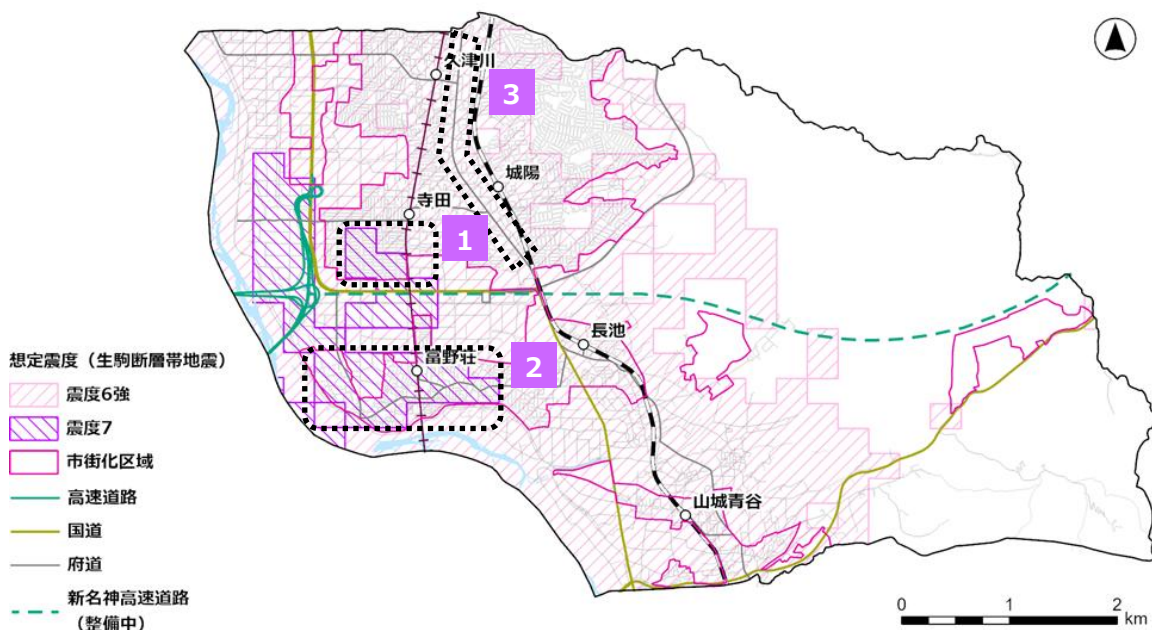 久津川
3
城陽
寺田
1
長池
富野荘
2
山城青谷
想定震度（生駒断層帯地震）
震度6強
震度7
市街化区域
高速道路
国道
府道
新名神高速道路
（整備中）
0 1 2
km